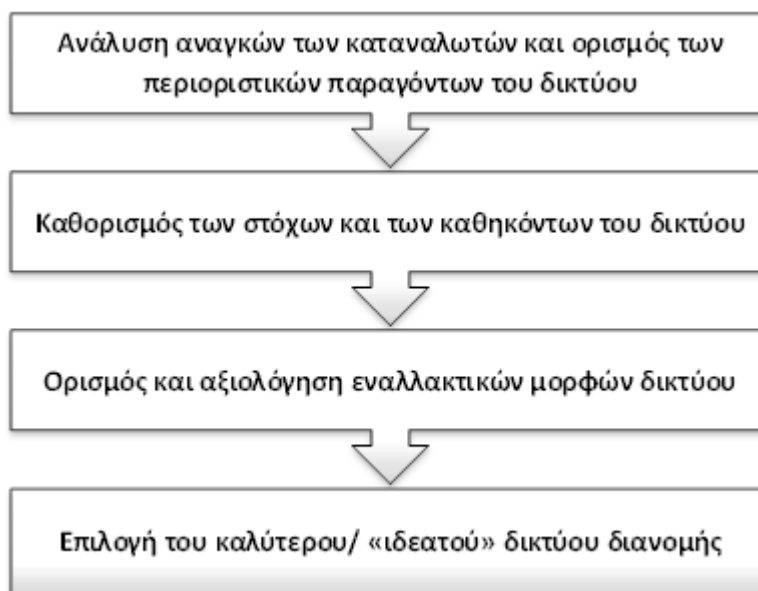 Ανάλυση αναγκών των καταναλωτών και ορισμός των
περιοριστικών παραγόντων του δικτύου
Καθορισμός των στόχων και των καθηκόντων του δικτύου
Ορισμός και αξιολόγηση εναλλακτικών μορφών δικτύου
Επιλογή του καλύτερου/ «ιδεατού» δικτύου διανομής